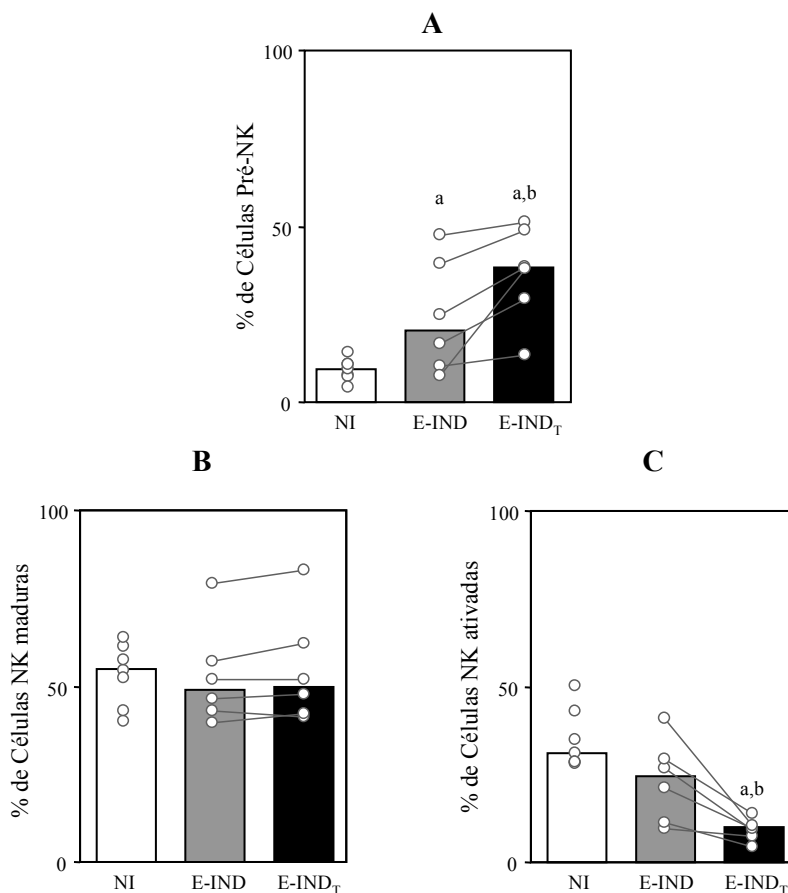 A
% de Células Pré-NK
100
50
0
a
a,b
NI E-IND E-IND_T
B
% de Células NK maduras
100
50
0
NI E-IND E-IND_T
C
% de Células NK ativadas
100
50
0
a,b
NI E-IND E-IND_T